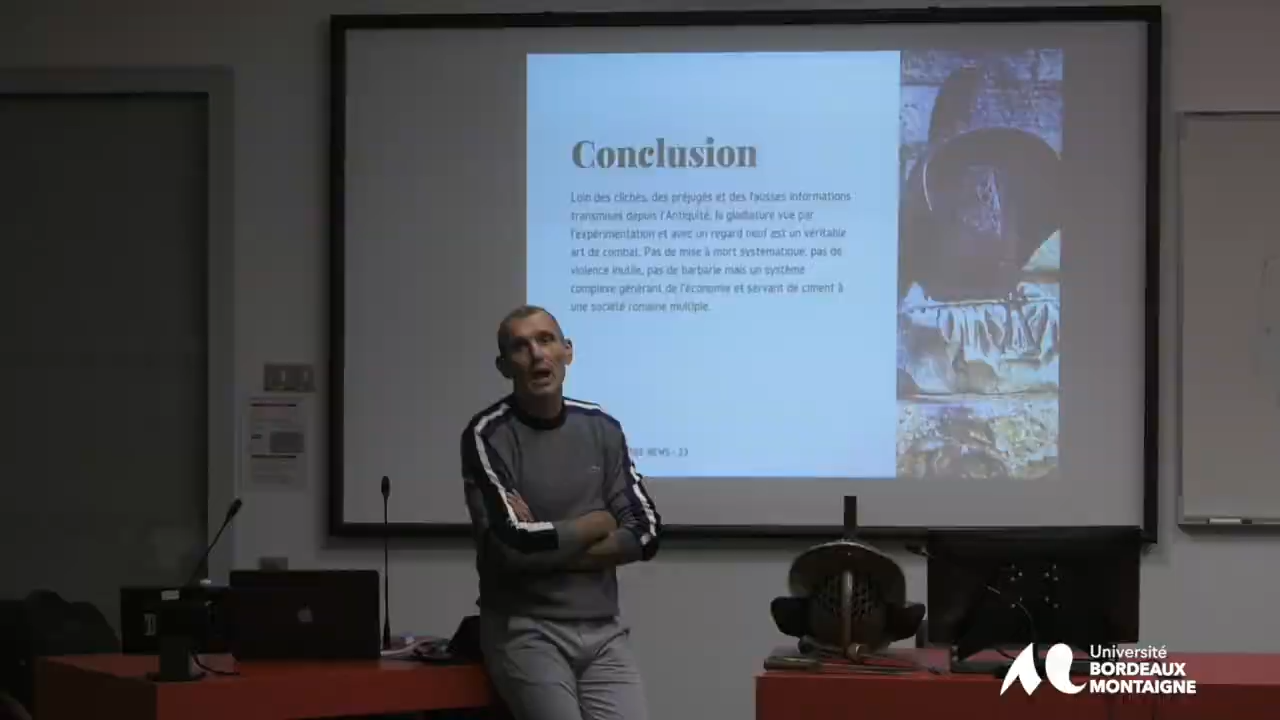 Conclusion
Loin des clichés, des préjugés et des fausses informations
transmises depuis l'Antiquité, la gladiature vue par
l'expérimentation et avec un regard neuf est un véritable
art de combat. Pas de mise à mort systématique, pas de
violence inutile, pas de barbarie mais un système
complexe générant de l'économie et servant de ciment à
une société romaine multiple.
NEWS - 23
Université
BORDEAUX
MONTAIGNE